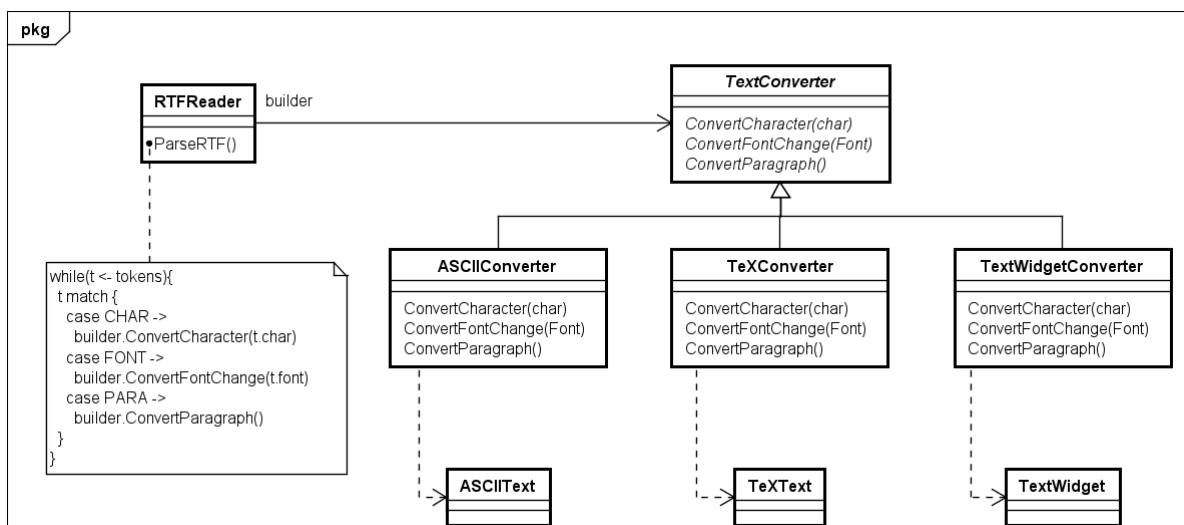 pkg
RTFReader
ParseRTF()
builder
TextConverter
ConvertCharacter(char)
ConvertFontChange(Font)
ConvertParagraph()
while(t <- tokens){
t match {
case CHAR ->
builder.ConvertCharacter(t.char)
case FONT ->
builder.ConvertFontChange(t.font)
case PARA ->
builder.ConvertParagraph()
}
}
ASCIIConverter
ConvertCharacter(char)
ConvertFontChange(Font)
ConvertParagraph()
TeXConverter
ConvertCharacter(char)
ConvertFontChange(Font)
ConvertParagraph()
TextWidgetConverter
ConvertCharacter(char)
ConvertFontChange(Font)
ConvertParagraph()
ASCIIText
TeXText
TextWidget